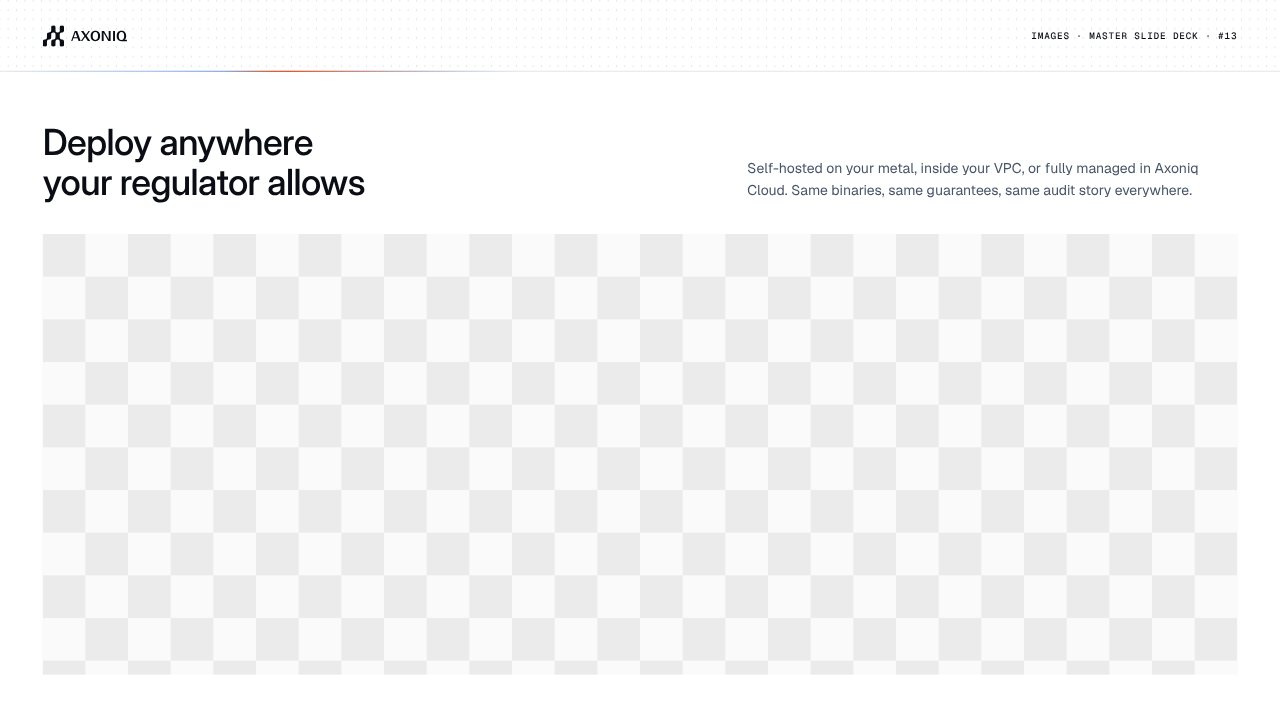 AXONIQ
IMAGES · MASTER SLIDE DECK · #13
Deploy anywhere
your regulator allows
Self-hosted on your metal, inside your VPC, or fully managed in Axoniq
Cloud. Same binaries, same guarantees, same audit story everywhere.